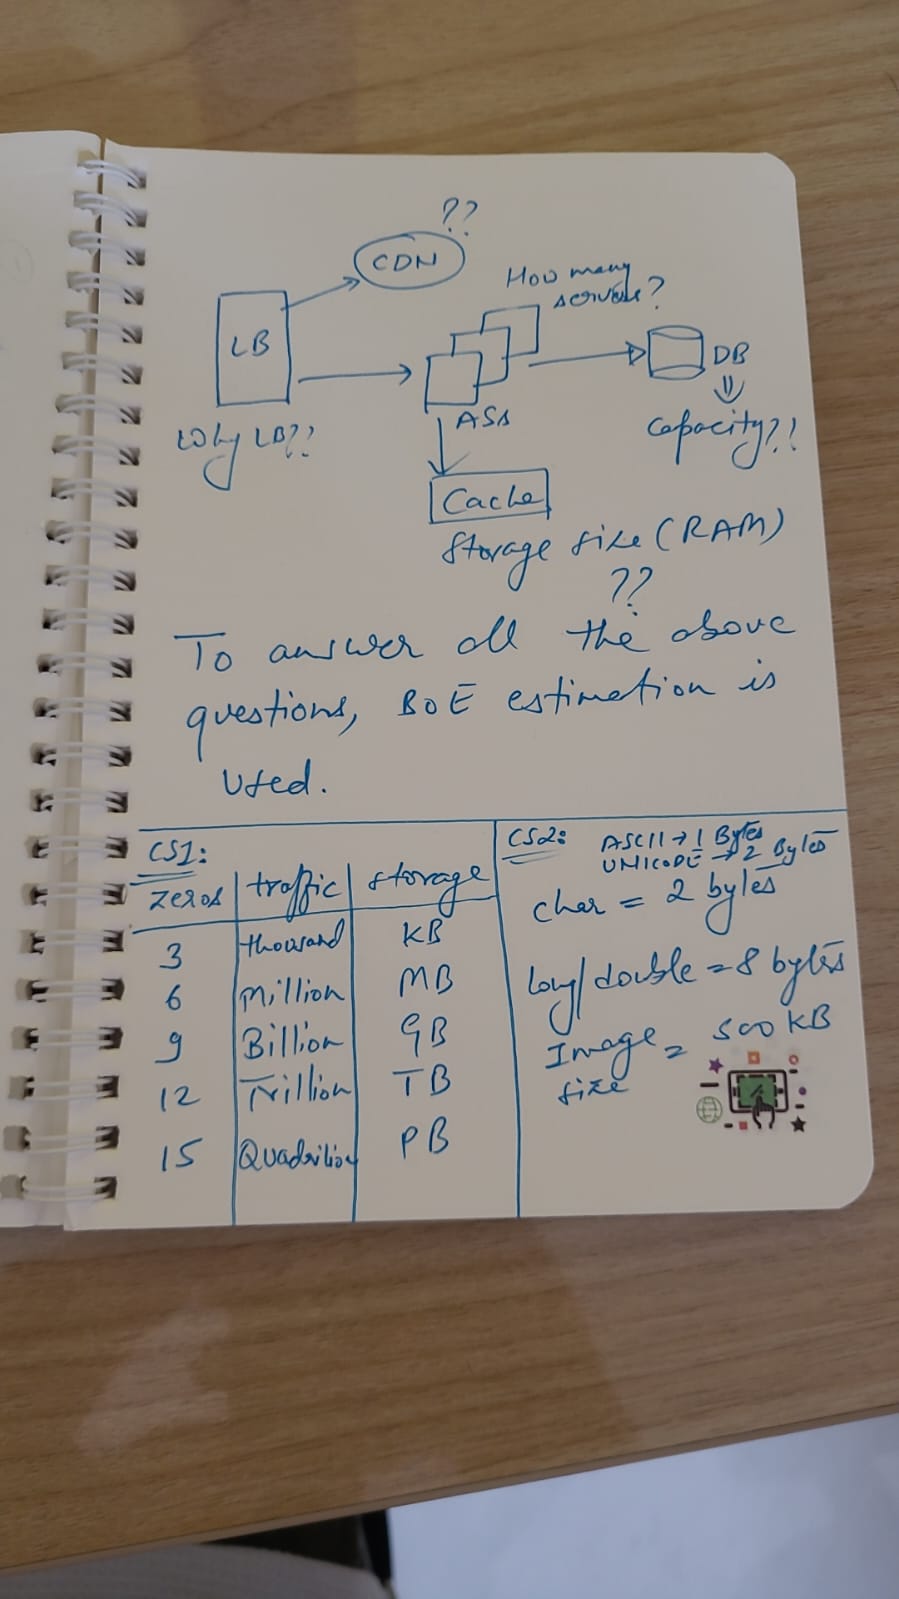 ??
CDN
How many
servers?
LB
DB
ASs
Why LB??
Capacity??
Cache
Storage size (RAM)
??
To answer all the above
questions, BoE estimation is
used.
CS1:
Zeros traffic storage
3 thousand KB
6 Million MB
9 Billion GB
12 Trillion TB
15 Quadrilion PB
CS2: ASCII → 1 Bytes
UNICODE → 2 Bytes
char = 2 bytes
long/double = 8 bytes
Image = 500 KB
size